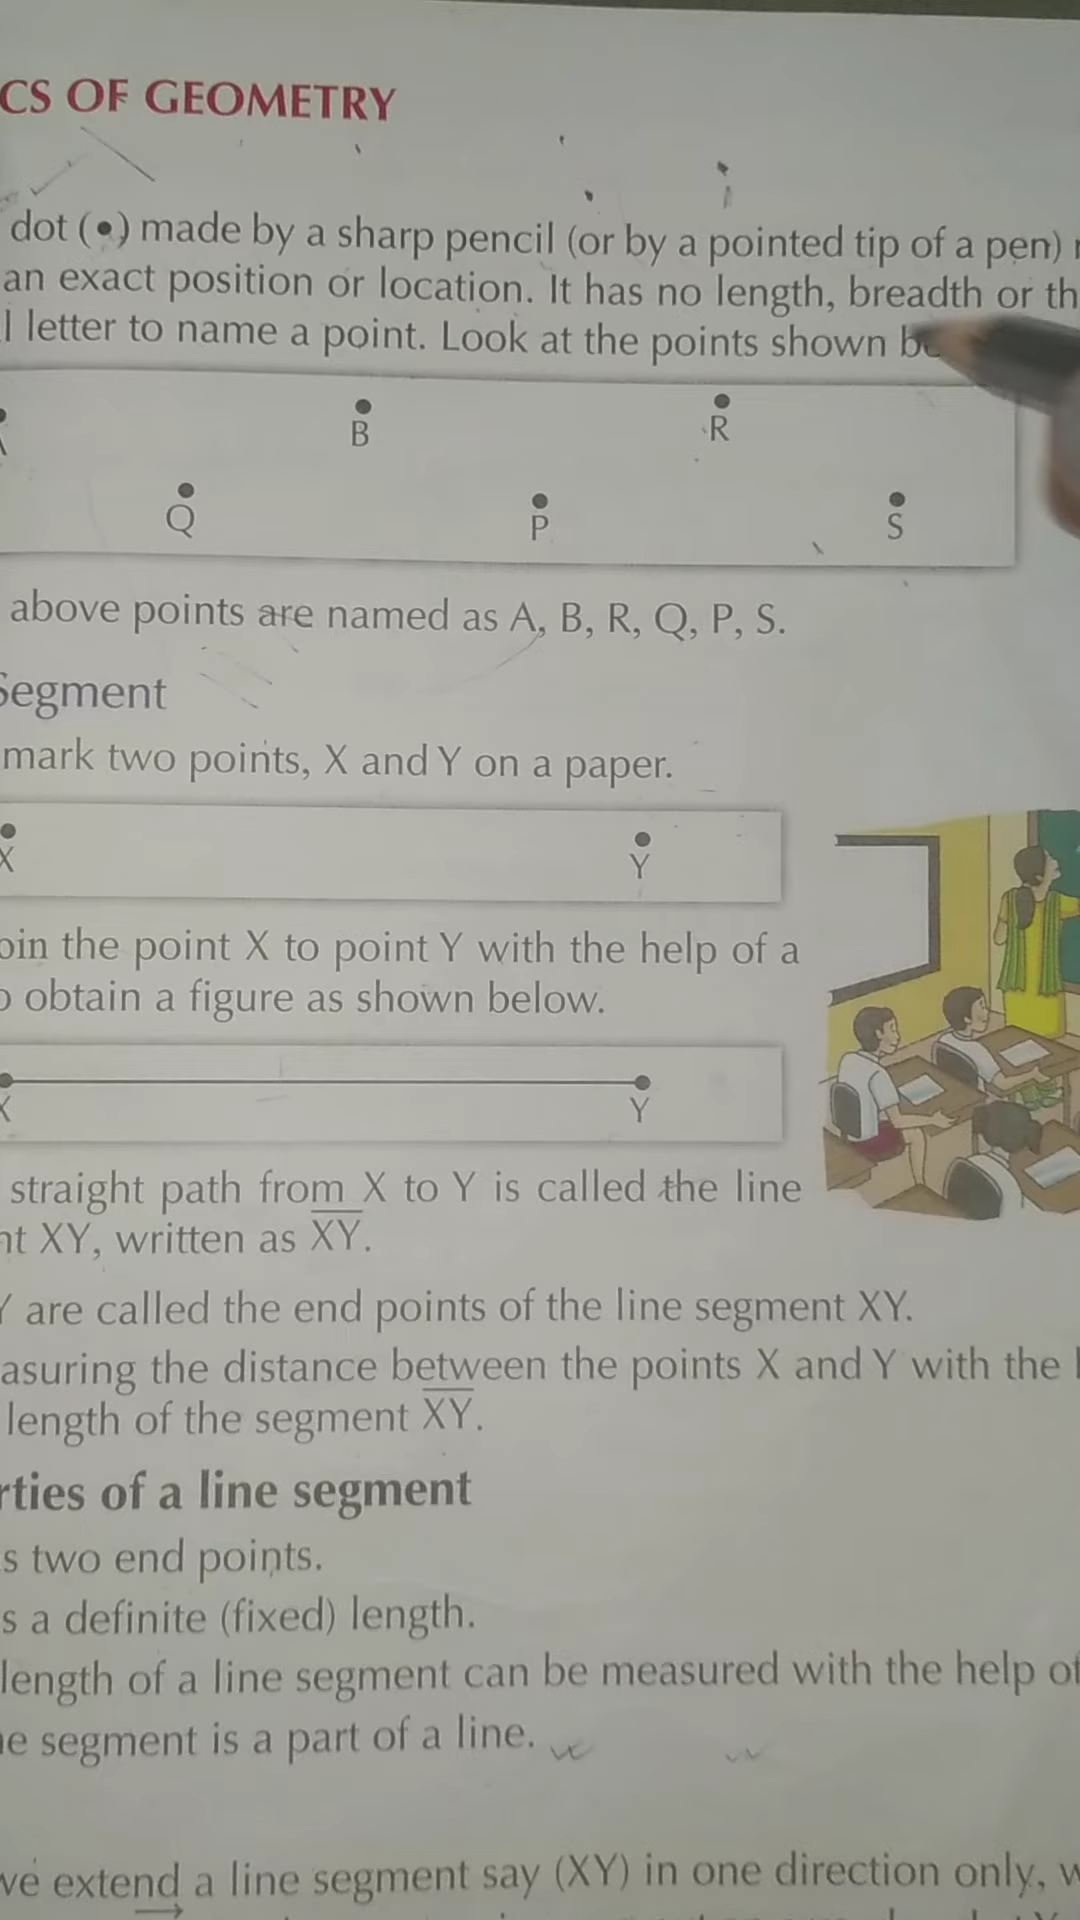 CS OF GEOMETRY
dot (•) made by a sharp pencil (or by a pointed tip of a pen)
an exact position or location. It has no length, breadth or th
l letter to name a point. Look at the points shown be
B
R
Q
P
S
above points are named as A, B, R, Q, P, S.
Segment
mark two points, X and Y on a paper.
X
Y
oin the point X to point Y with the help of a
o obtain a figure as shown below.
X
Y
straight path from X to Y is called the line
nt XY, written as X̅Y̅.
Y are called the end points of the line segment XY.
asuring the distance between the points X and Y with the
length of the segment X̅Y̅.
rties of a line segment
s two end points.
s a definite (fixed) length.
length of a line segment can be measured with the help of
ne segment is a part of a line.
we extend a line segment say (XY) in one direction only, w